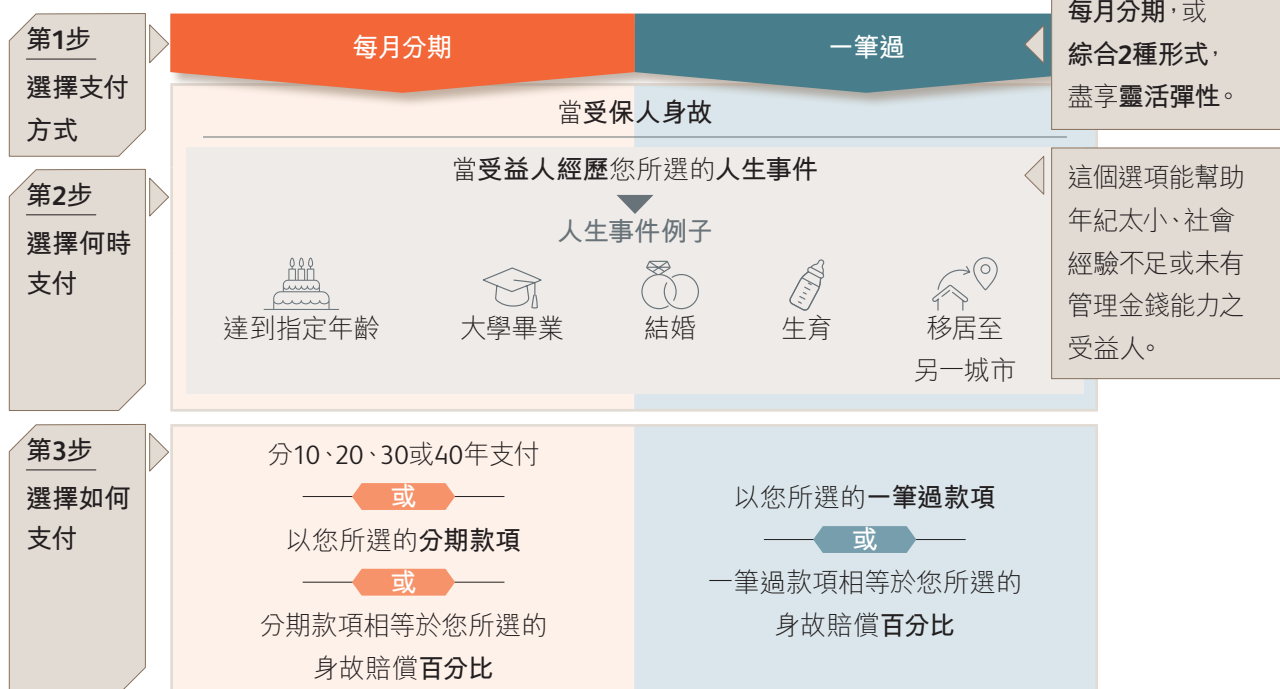 第1步
選擇支付
方式
每月分期
一筆過
每月分期，或
綜合2種形式，
盡享靈活彈性。
當受保人身故
第2步
選擇何時
支付
當受益人經歷您所選的人生事件
人生事件例子
達到指定年齡
大學畢業
結婚
生育
移居至
另一城市
這個選項能幫助
年紀太小、社會
經驗不足或未有
管理金錢能力之
受益人。
第3步
選擇如何
支付
分10、20、30或40年支付
或
以您所選的分期款項
或
分期款項相等於您所選的
身故賠償百分比
以您所選的一筆過款項
或
一筆過款項相等於您所選的
身故賠償百分比